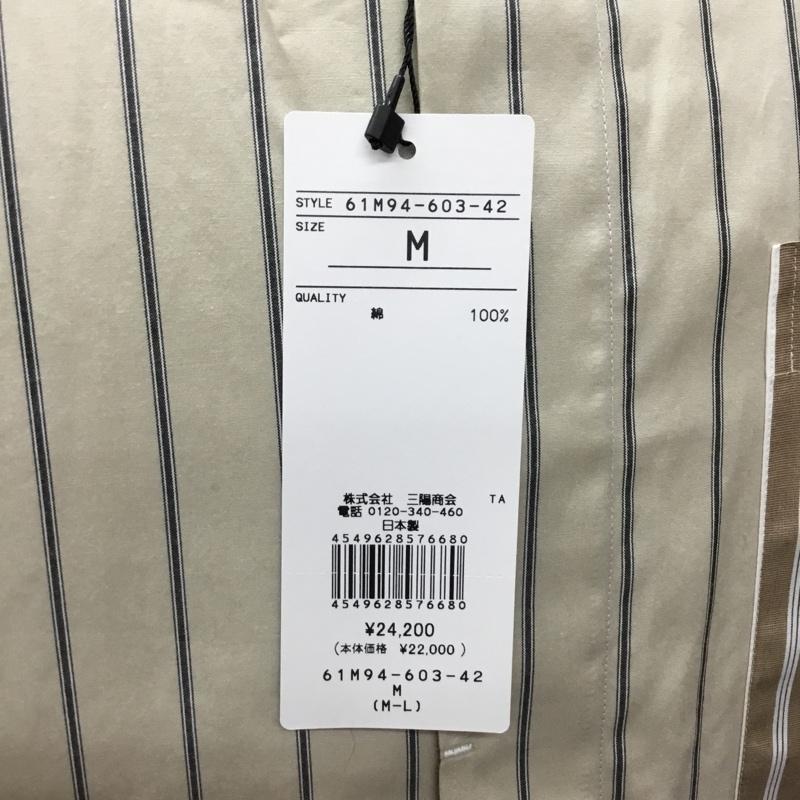 STYLE 61M94-603-42
SIZE
M
QUALITY
綿 100%
株式会社 三陽商会 TA
電話 0120-340-460
日本製
4549628576680
4549628576680
¥24,200
(本体価格 ¥22,000)
61M94-603-42
M
(M-L)